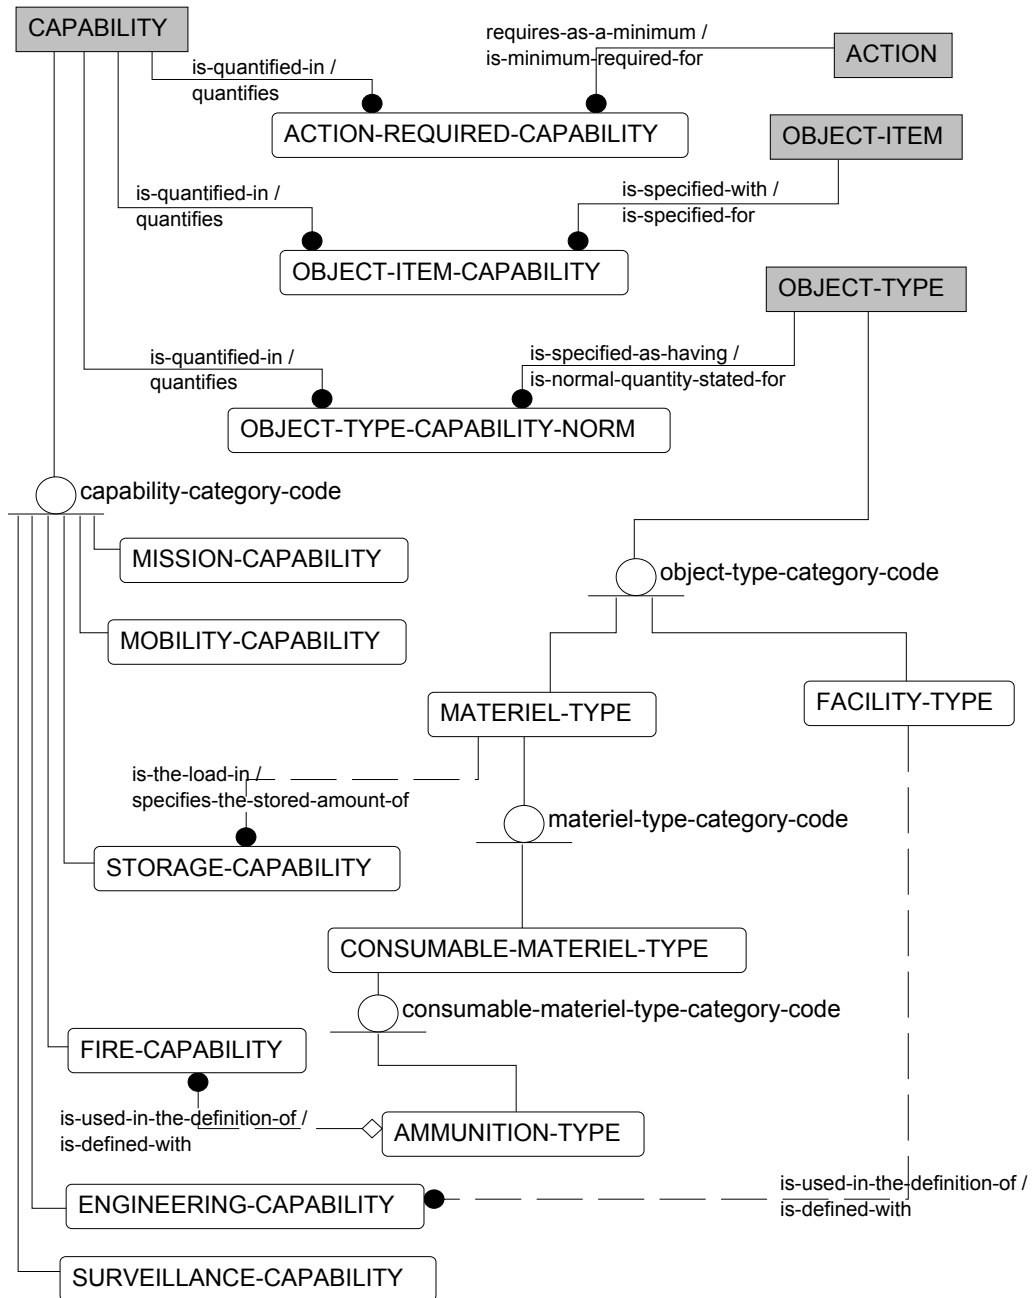 CAPABILITY
requires-as-a-minimum /
is-minimum-required-for
ACTION
is-quantified-in /
quantifies
ACTION-REQUIRED-CAPABILITY
OBJECT-ITEM
is-quantified-in /
quantifies
is-specified-with /
is-specified-for
OBJECT-ITEM-CAPABILITY
OBJECT-TYPE
is-quantified-in /
quantifies
is-specified-as-having /
is-normal-quantity-stated-for
OBJECT-TYPE-CAPABILITY-NORM
capability-category-code
MISSION-CAPABILITY
object-type-category-code
MOBILITY-CAPABILITY
MATERIEL-TYPE
FACILITY-TYPE
is-the-load-in /
specifies-the-stored-amount-of
materiel-type-category-code
STORAGE-CAPABILITY
CONSUMABLE-MATERIEL-TYPE
consumable-materiel-type-category-code
FIRE-CAPABILITY
is-used-in-the-definition-of /
is-defined-with
AMMUNITION-TYPE
ENGINEERING-CAPABILITY
is-used-in-the-definition-of /
is-defined-with
SURVEILLANCE-CAPABILITY